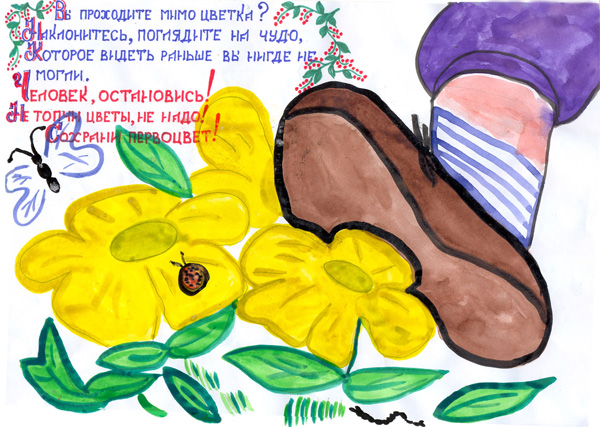 ВЫ ПРОХОДИТЕ МИМО ЦВЕТКА?
НАКЛОНИТЕСЬ, ПОГЛЯДИТЕ НА ЧУДО,
КОТОРОЕ ВИДЕТЬ РАНЬШЕ ВЫ НИГДЕ НЕ
МОГЛИ.
ЧЕЛОВЕК, ОСТАНОВИСЬ!
НЕ ТОПЧИ ЦВЕТЫ, НЕ НАДО!
СОХРАНИ ПЕРВОЦВЕТ!